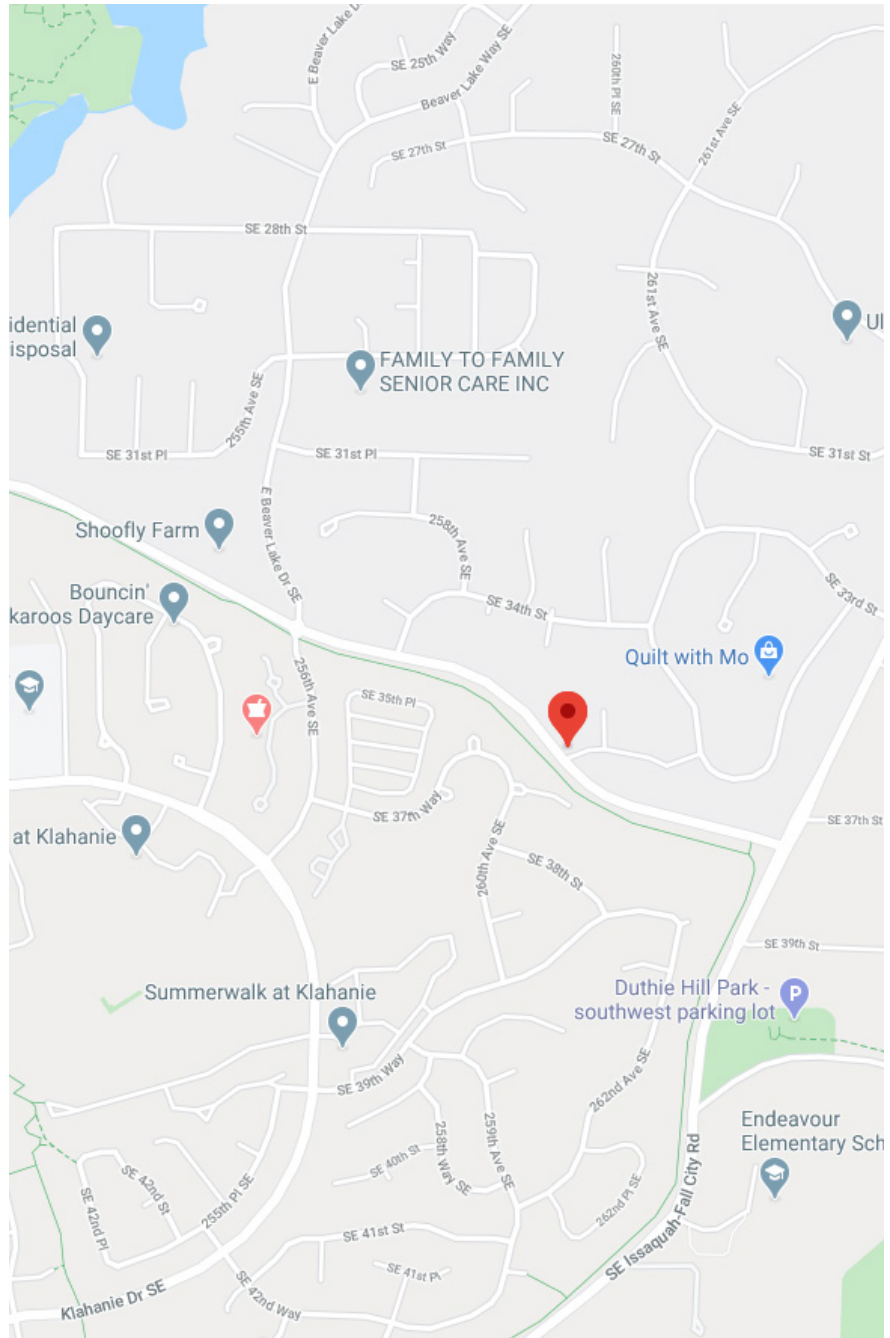 E Beaver Lake D
SE 25th Way
Beaver Lake Way SE
260th Pl SE
261st Ave SE
SE 27th St
SE 27th St
SE 28th St
261st Ave SE
idential
isposal
Ul
FAMILY TO FAMILY
SENIOR CARE INC
255th Ave SE
SE 31st Pl
SE 31st Pl
SE 31st St
E Beaver Lake Dr SE
Shoofly Farm
258th Ave SE
Bouncin'
karoos Daycare
SE 34th St
SE 33rd St
Quilt with Mo
256th Ave SE
SE 35th Pl
SE 37th Way
SE 37th St
at Klahanie
260th Ave SE
SE 38th St
SE 39th St
Summerwalk at Klahanie
Duthie Hill Park -
southwest parking lot
P
SE 39th Way
262nd Ave SE
Endeavour
Elementary Sch
258th Way SE
259th Ave SE
SE 40th St
SE 42nd St
SE 42nd Pl
255th Pl SE
262nd Pl SE
SE Issaquah-Fall City Rd
SE 41st St
SE 41st Pl
SE 42nd Way
Klahanie Dr SE